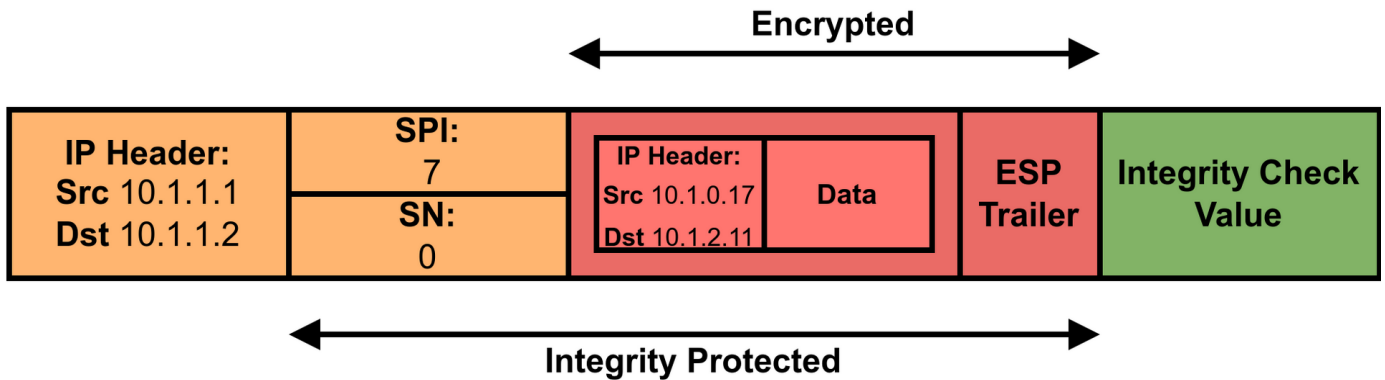 Encrypted
IP Header:
Src 10.1.1.1
Dst 10.1.1.2
SPI:
7
SN:
0
IP Header:
Src 10.1.0.17
Dst 10.1.2.11
Data
ESP
Trailer
Integrity Check
Value
Integrity Protected